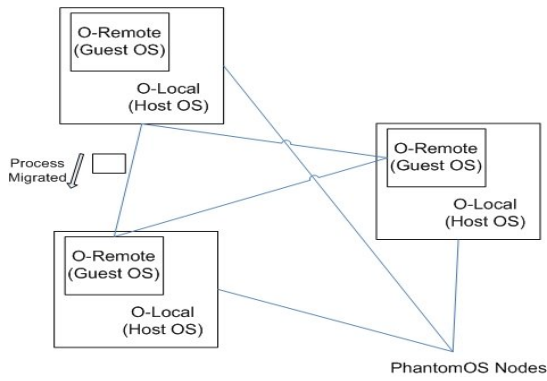 O-Remote
(Guest OS)
O-Local
(Host OS)
Process
Migrated
O-Remote
(Guest OS)
O-Local
(Host OS)
O-Remote
(Guest OS)
O-Local
(Host OS)
PhantomOS Nodes